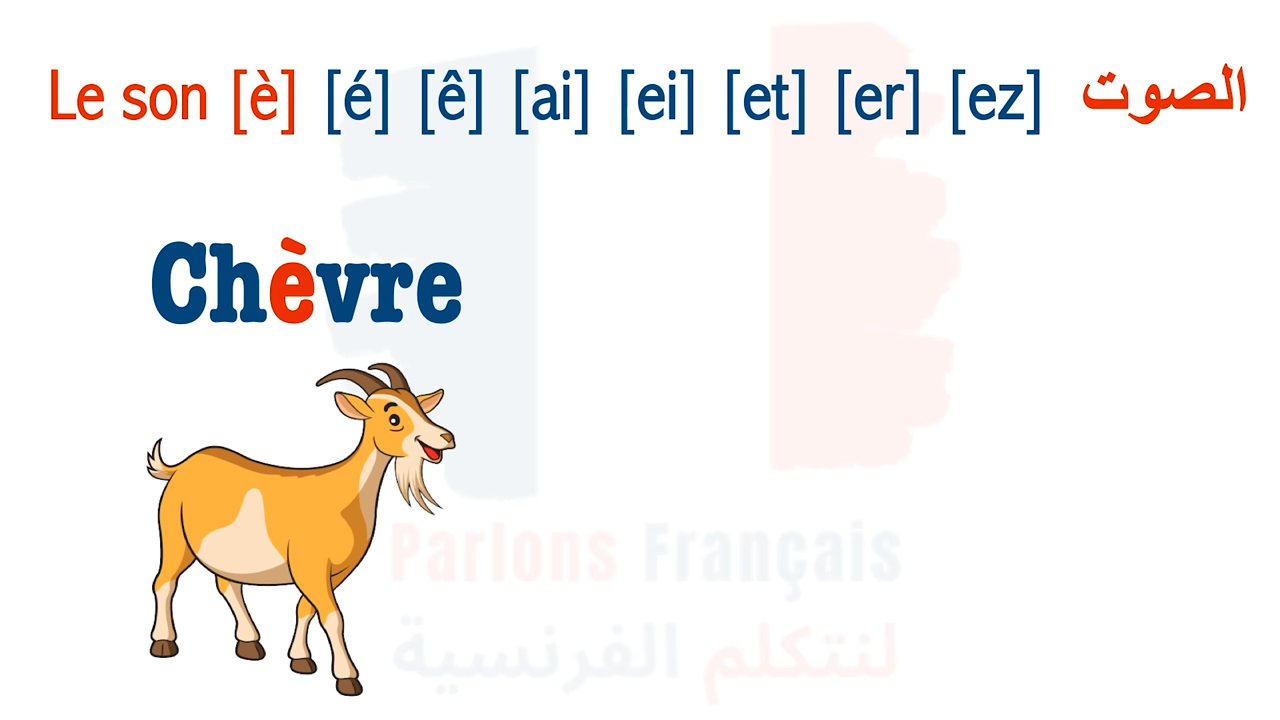 Le son [è] [é] [ê] [ai] [ei] [et] [er] [ez] الصوت
Chèvre
Parlons Français
لنتكلم الفرنسية